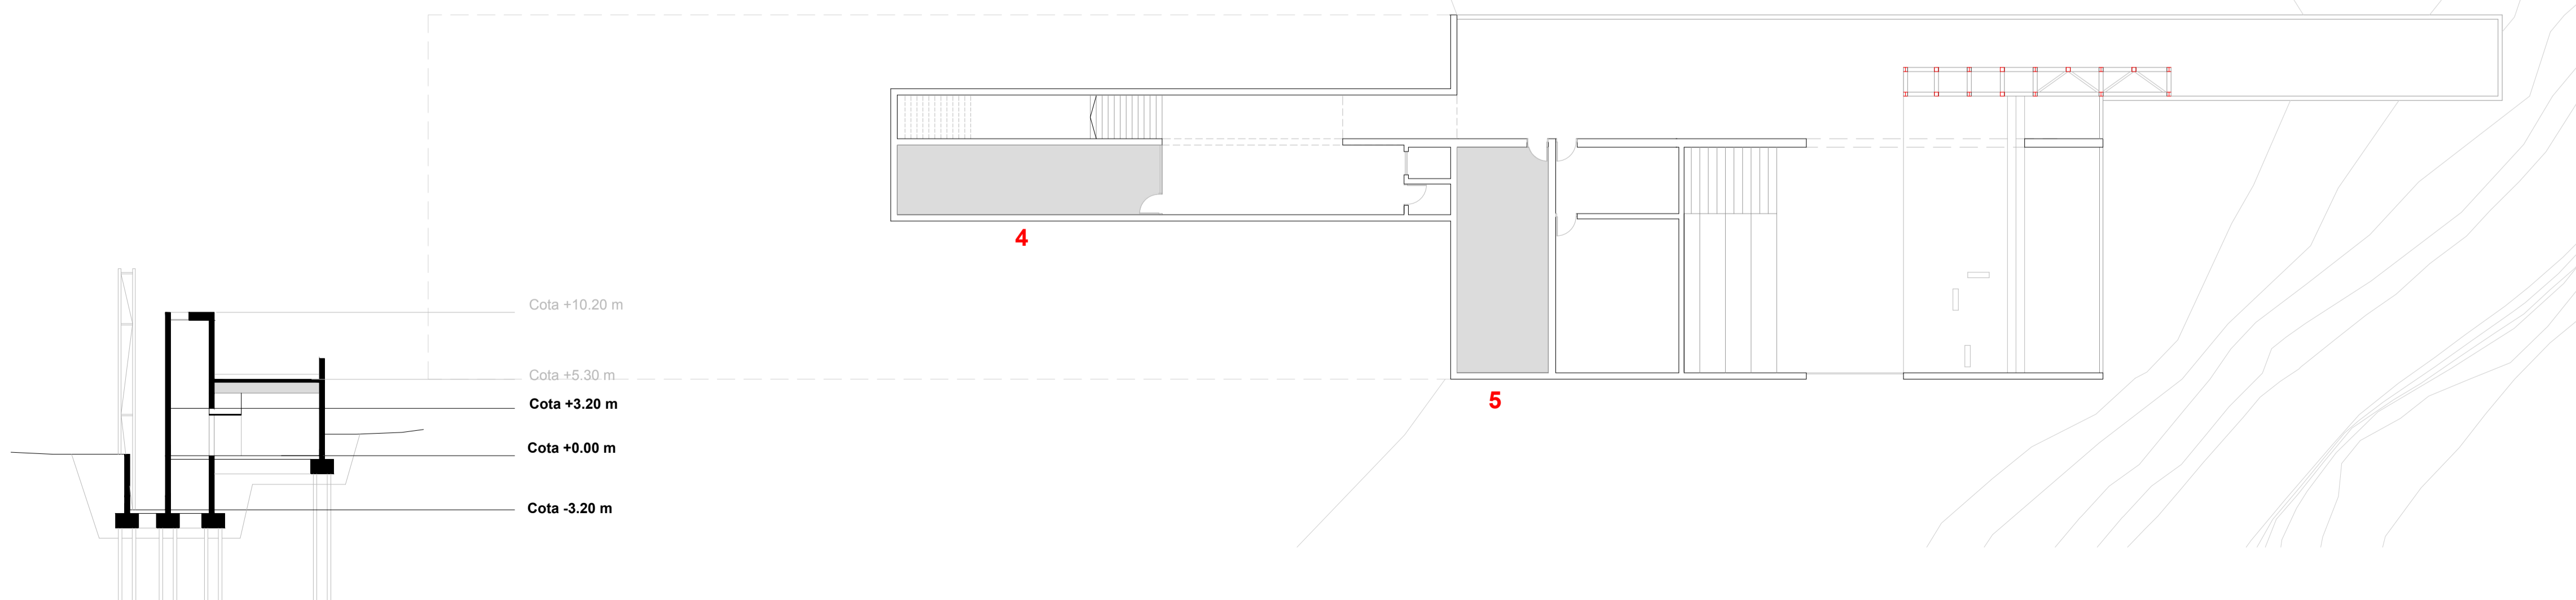 4
Cota +10.20 m
Cota +5.30 m
5
Cota +3.20 m
Cota +0.00 m
Cota -3.20 m